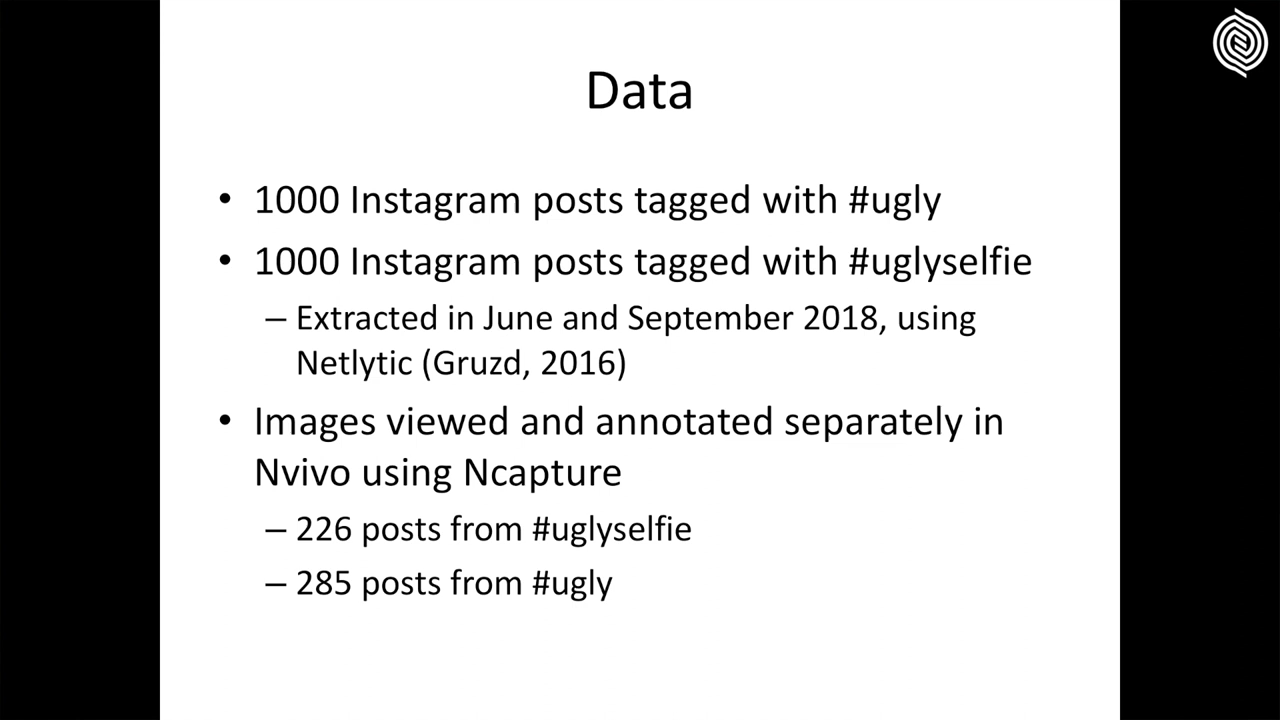 Data
• 1000 Instagram posts tagged with #ugly
• 1000 Instagram posts tagged with #uglyselfie
– Extracted in June and September 2018, using
Netlytic (Gruzd, 2016)
• Images viewed and annotated separately in
Nvivo using Ncapture
– 226 posts from #uglyselfie
– 285 posts from #ugly